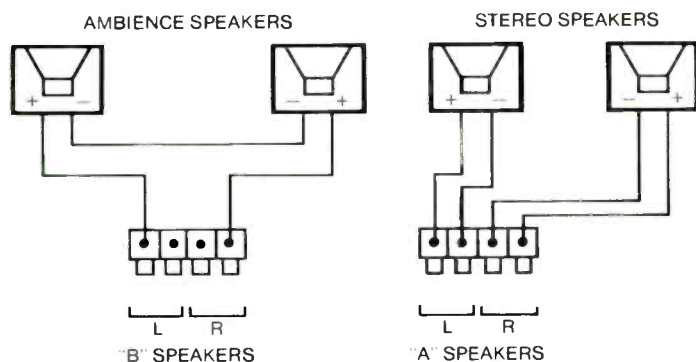 AMBIENCE SPEAKERS
STEREO SPEAKERS
+ − − +
+ − − +
L R
L R
"B" SPEAKERS
"A" SPEAKERS